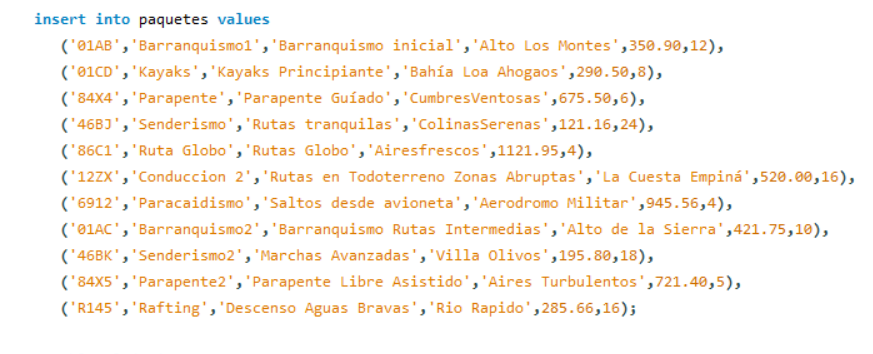 insert into paquetes values
('01AB','Barranquismo1','Barranquismo inicial','Alto Los Montes',350.90,12),
('01CD','Kayaks','Kayaks Principiante','Bahía Loa Ahogaos',290.50,8),
('84X4','Parapente','Parapente Guíado','CumbresVentosas',675.50,6),
('46BJ','Senderismo','Rutas tranquilas','ColinasSerenas',121.16,24),
('86C1','Ruta Globo','Rutas Globo','Airesfrescos',1121.95,4),
('12ZX','Conduccion 2','Rutas en Todoterreno Zonas Abruptas','La Cuesta Empiná',520.00,16),
('6912','Paracaidismo','Saltos desde avioneta','Aerodromo Militar',945.56,4),
('01AC','Barranquismo2','Barranquismo Rutas Intermedias','Alto de la Sierra',421.75,10),
('46BK','Senderismo2','Marchas Avanzadas','Villa Olivos',195.80,18),
('84X5','Parapente2','Parapente Libre Asistido','Aires Turbulentos',721.40,5),
('R145','Rafting','Descenso Aguas Bravas','Rio Rapido',285.66,16);